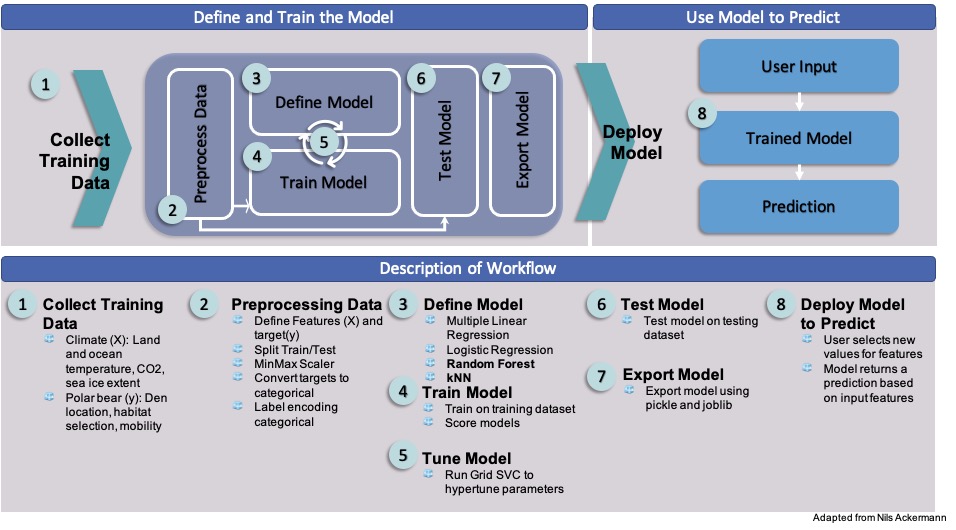 Define and Train the Model
Use Model to Predict
1
Collect
Training
Data
2
Preprocess Data
3
Define Model
5
4
Train Model
6
Test Model
7
Export Model
Deploy
Model
User Input
8
Trained Model
Prediction
Description of Workflow
1
Collect Training
Data
Climate (X): Land
and ocean
temperature, CO2,
sea ice extent
Polar bear (y): Den
location, habitat
selection, mobility
2
Preprocessing Data
Define Features (X) and
target(y)
Split Train/Test
MinMax Scaler
Convert targets to
categorical
Label encoding
categorical
3
Define Model
Multiple Linear
Regression
Logistic Regression
Random Forest
kNN
4
Train Model
Train on training dataset
Score models
5
Tune Model
Run Grid SVC to
hypertune parameters
6
Test Model
Test model on testing
dataset
7
Export Model
Export model using
pickle and joblib
8
Deploy Model
to Predict
User selects new
values for features
Model returns a
prediction based
on input features
Adapted from Nils Ackermann